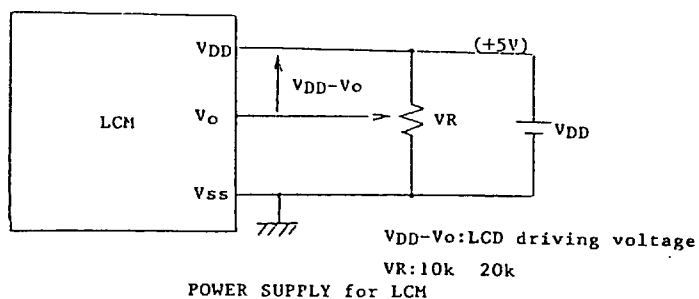 VDD
(+5V)
VDD-Vo
LCM
Vo
VR
VDD
Vss
VDD-Vo:LCD driving voltage
VR:10k 20k
POWER SUPPLY for LCM